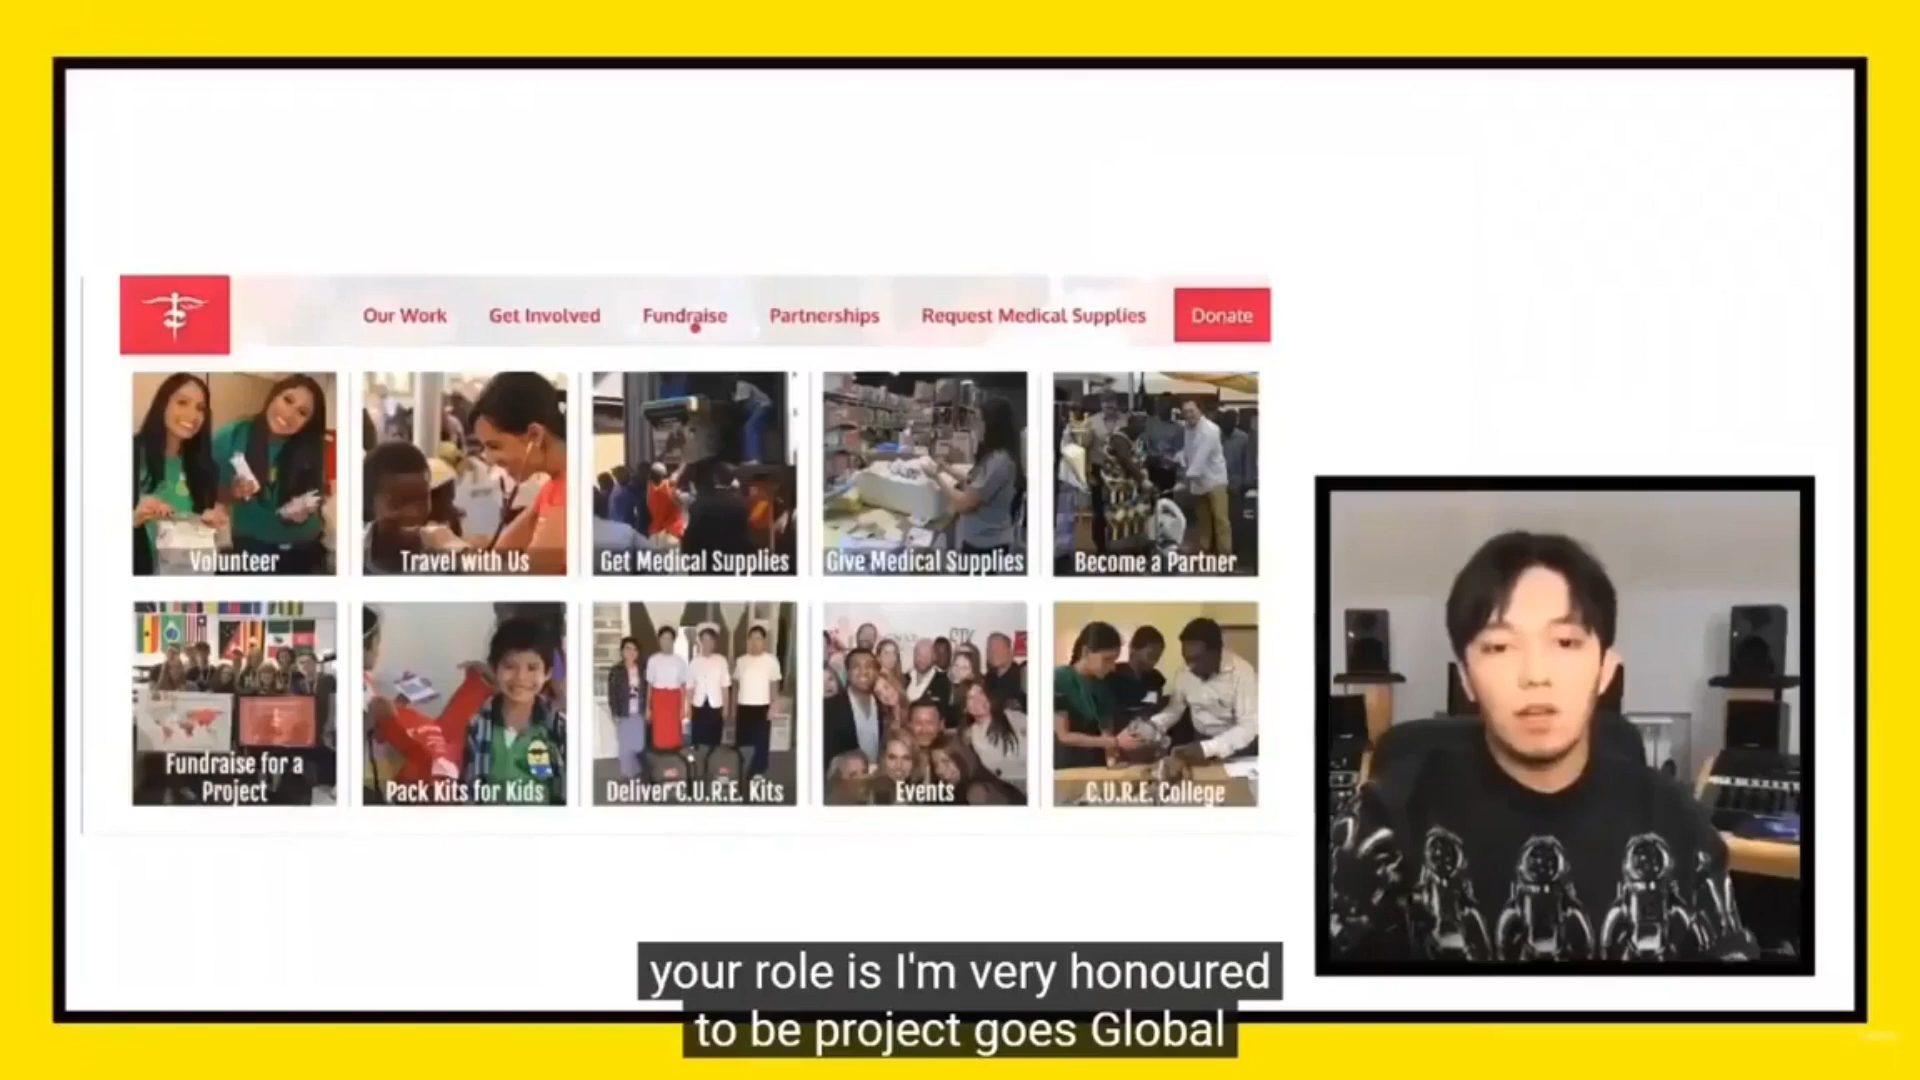 Our Work Get Involved Fundraise Partnerships Request Medical Supplies Donate
Volunteer
Travel with Us
Get Medical Supplies
Give Medical Supplies
Become a Partner
Fundraise for a
Project
Pack Kits for Kids
Deliver C.U.R.E. Kits
Events
C.U.R.E. College
your role is I'm very honoured
to be project goes Global